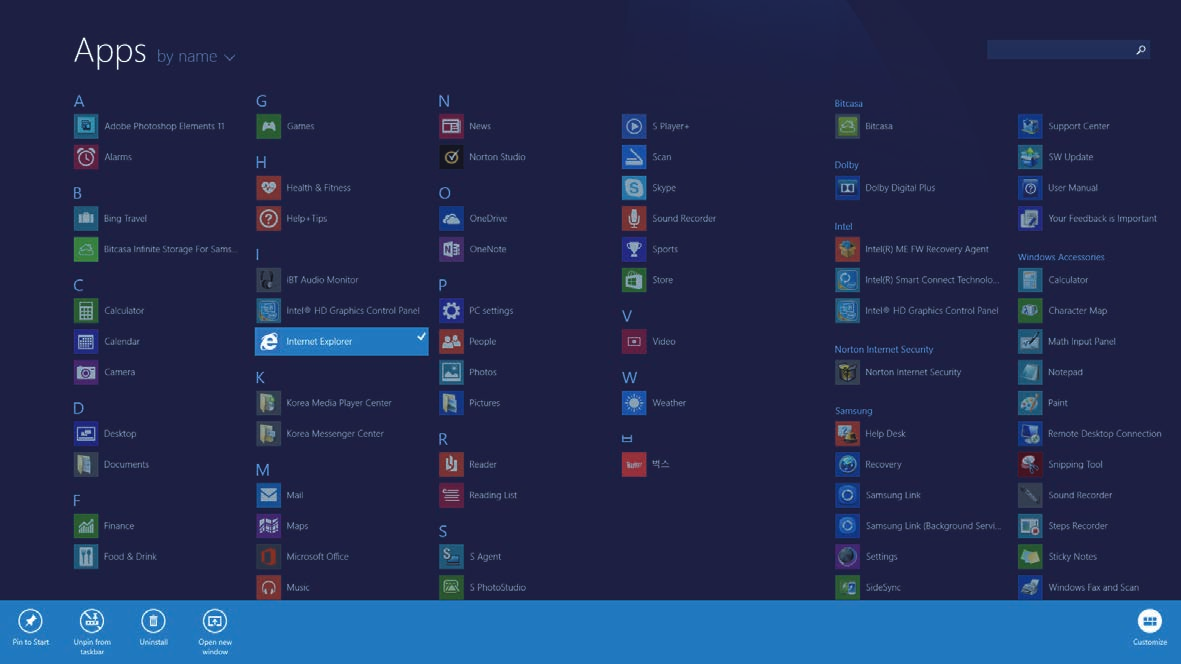 Apps by name
A
Adobe Photoshop Elements 11
Alarms
B
Bing Travel
Bitcasa Infinite Storage For Sams...
C
Calculator
Calendar
Camera
D
Desktop
Documents
F
Finance
Food & Drink
G
Games
H
Health & Fitness
Help+Tips
I
iBT Audio Monitor
Intel® HD Graphics Control Panel
Internet Explorer
K
Korea Media Player Center
Korea Messenger Center
M
Mail
Maps
Microsoft Office
Music
N
News
Norton Studio
O
OneDrive
OneNote
P
PC settings
People
Photos
Pictures
R
Reader
Reading List
S
S Agent
S PhotoStudio
S Player+
Scan
Skype
Sound Recorder
Sports
Store
V
Video
W
Weather
ㅂ
벅스
Bitcasa
Bitcasa
Dolby
Dolby Digital Plus
Intel
Intel(R) ME FW Recovery Agent
Intel(R) Smart Connect Technolo...
Intel® HD Graphics Control Panel
Norton Internet Security
Norton Internet Security
Samsung
Help Desk
Recovery
Samsung Link
Samsung Link (Background Servi...
Settings
SideSync
Support Center
SW Update
User Manual
Your Feedback is Important
Windows Accessories
Calculator
Character Map
Math Input Panel
Notepad
Paint
Remote Desktop Connection
Snipping Tool
Sound Recorder
Steps Recorder
Sticky Notes
Windows Fax and Scan
Pin to Start
Unpin from
taskbar
Uninstall
Open new
window
Customize